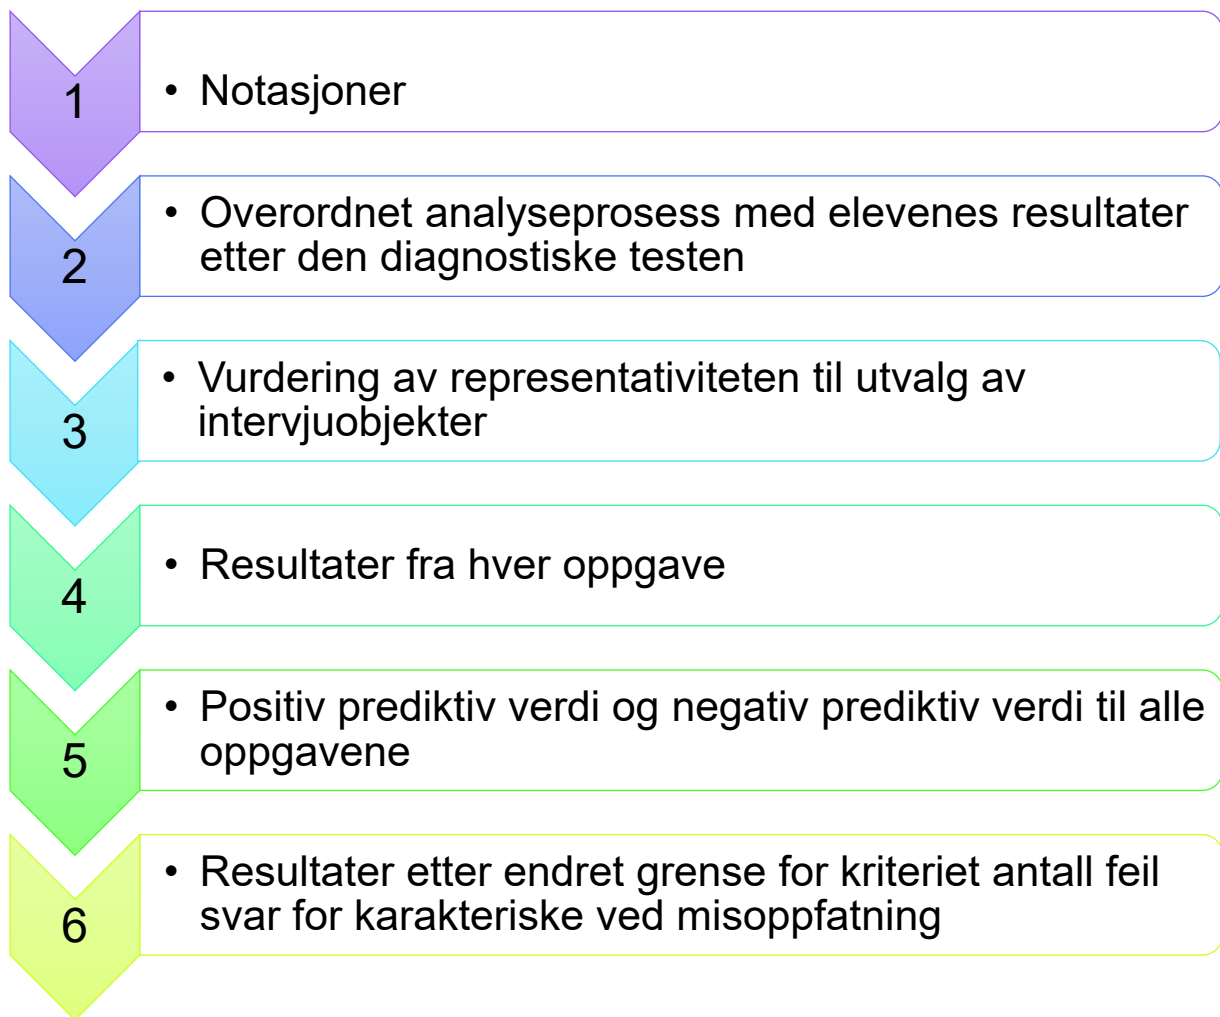 1
• Notasjoner
2
• Overordnet analyseprosess med elevenes resultater
etter den diagnostiske testen
3
• Vurdering av representativiteten til utvalg av
intervjuobjekter
4
• Resultater fra hver oppgave
5
• Positiv prediktiv verdi og negativ prediktiv verdi til alle
oppgavene
6
• Resultater etter endret grense for kriteriet antall feil
svar for karakteriske ved misoppfatning